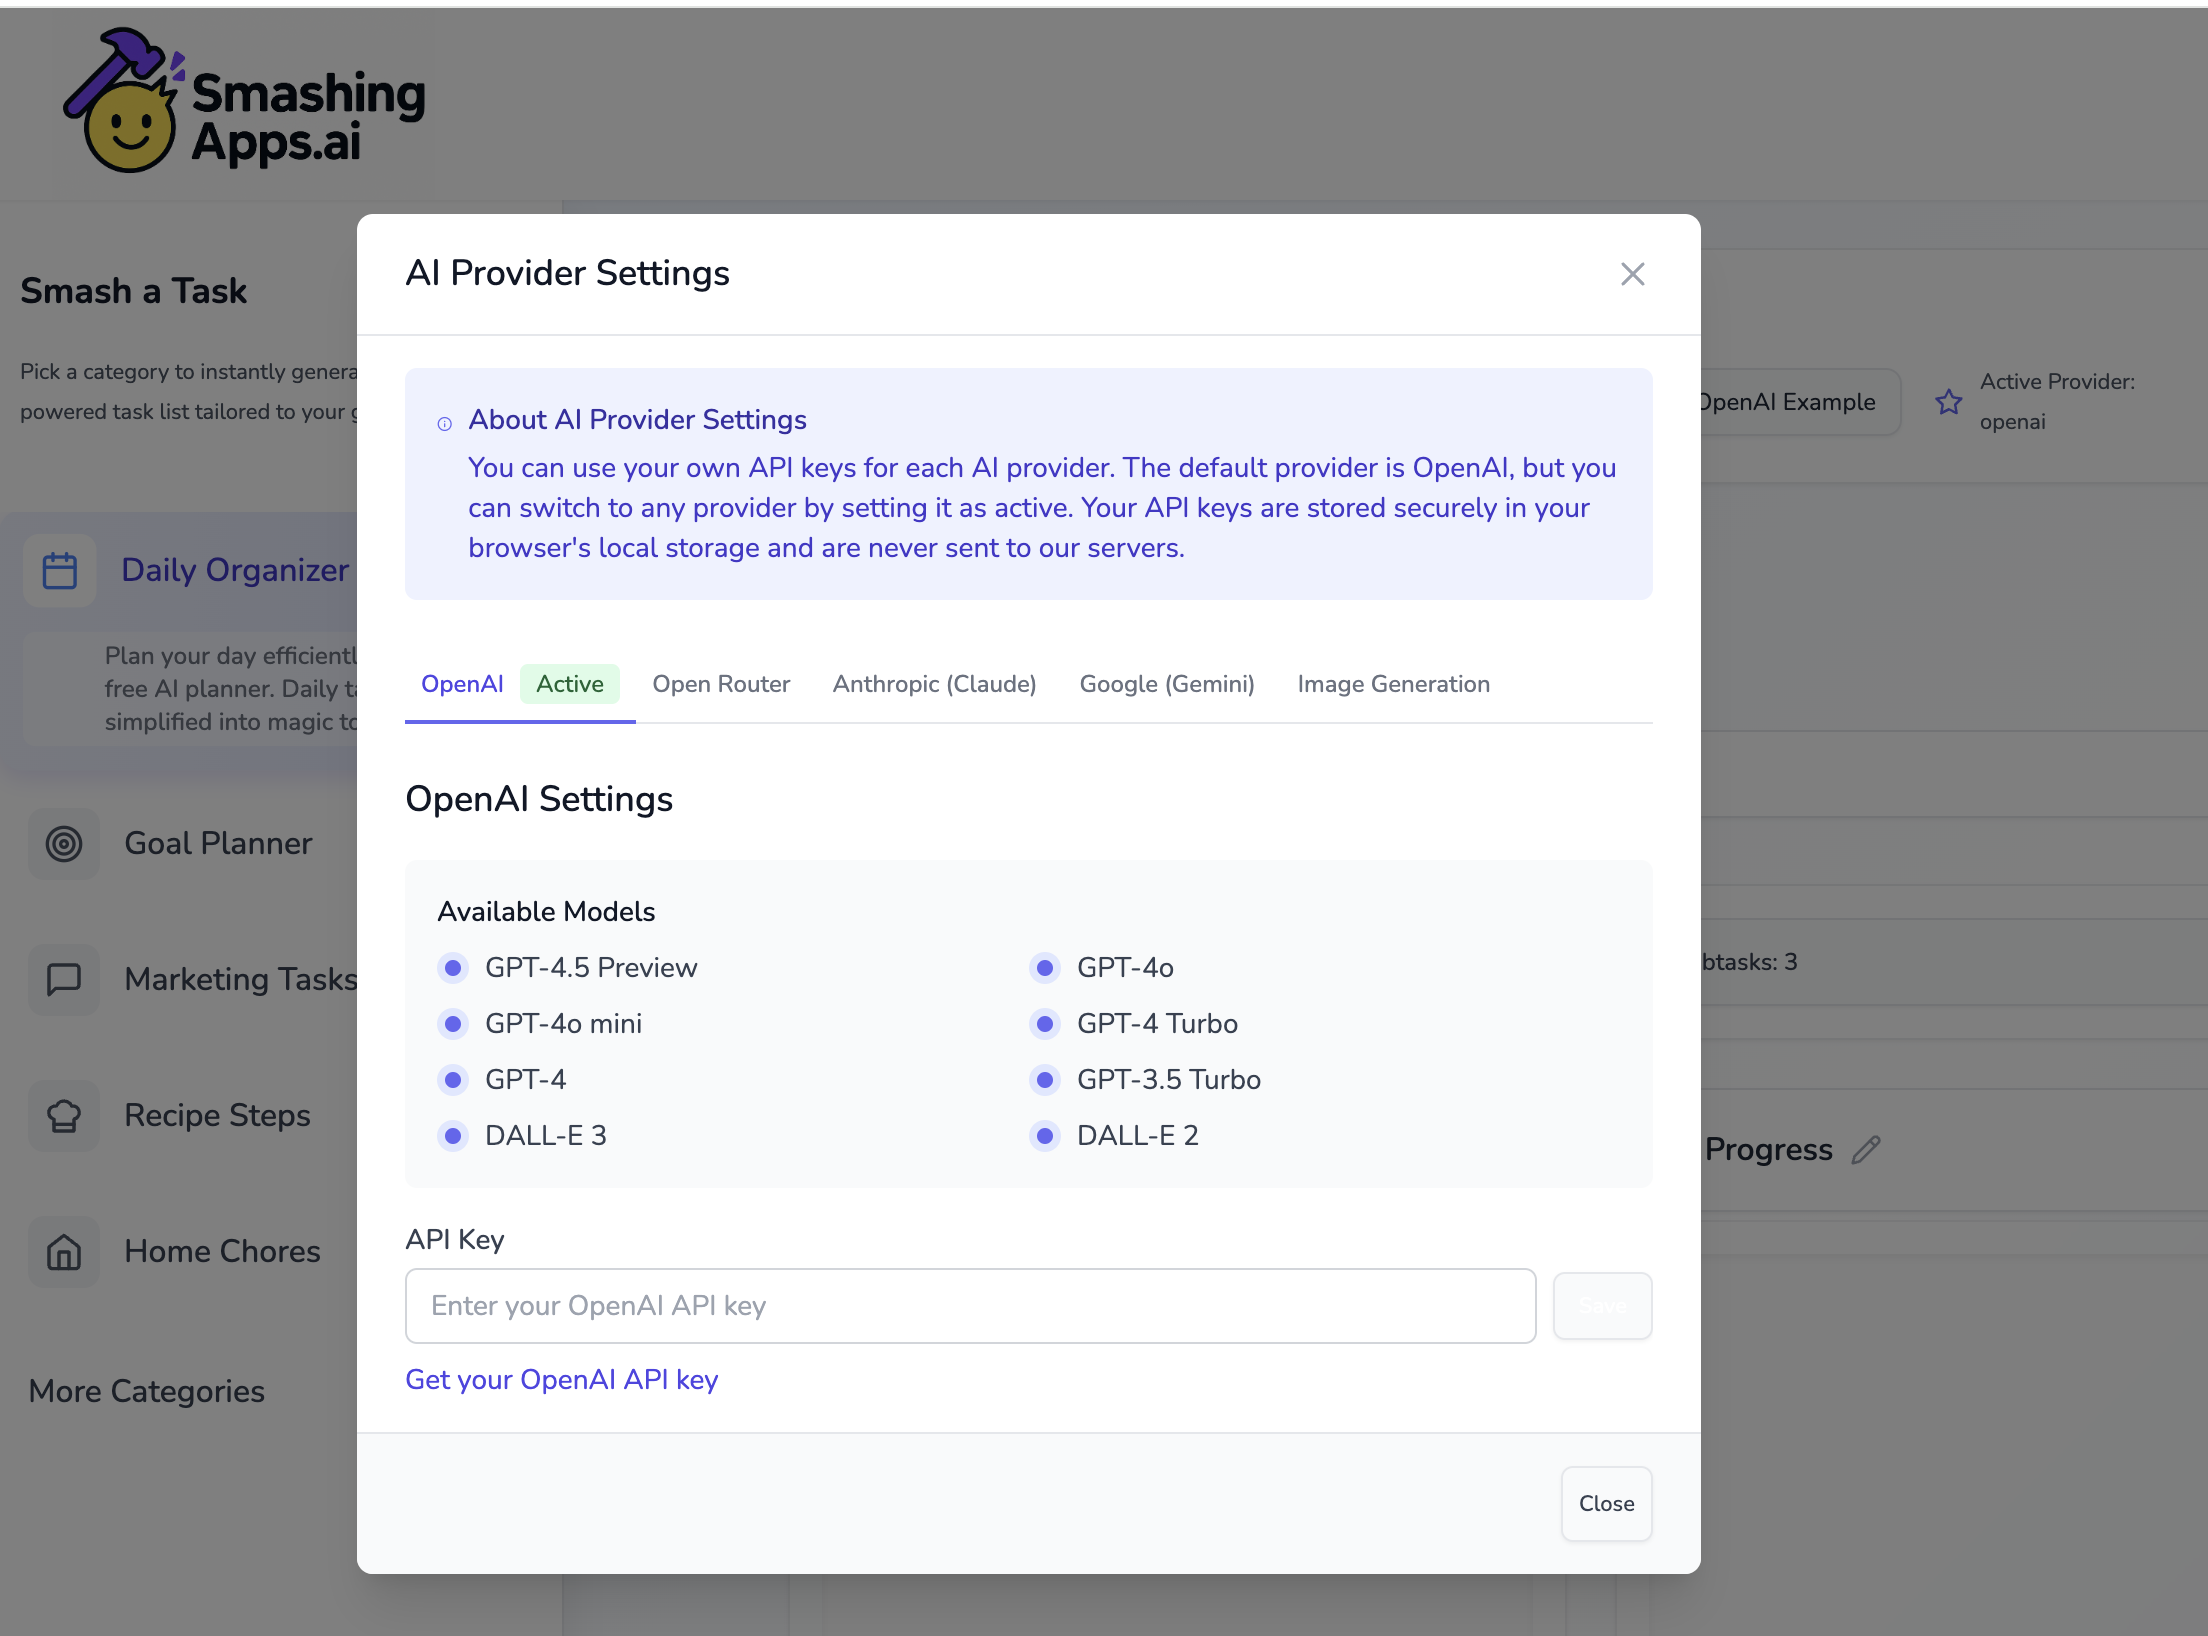 Smashing
Apps.ai
Smash a Task
Pick a category to instantly genera
powered task list tailored to your
Daily Organizer
Plan your day efficientl
free AI planner. Daily ta
simplified into magic to
Goal Planner
Marketing Tasks
Recipe Steps
Home Chores
More Categories
AI Provider Settings
About AI Provider Settings
You can use your own API keys for each AI provider. The default provider is OpenAI, but you
can switch to any provider by setting it as active. Your API keys are stored securely in your
browser's local storage and are never sent to our servers.
OpenAI Active Open Router Anthropic (Claude) Google (Gemini) Image Generation
OpenAI Settings
Available Models
GPT-4.5 Preview
GPT-4o
GPT-4o mini
GPT-4 Turbo
GPT-4
GPT-3.5 Turbo
DALL-E 3
DALL-E 2
API Key
Enter your OpenAI API key
Save
Get your OpenAI API key
Close
OpenAI Example
Active Provider:
openai
btasks: 3
Progress